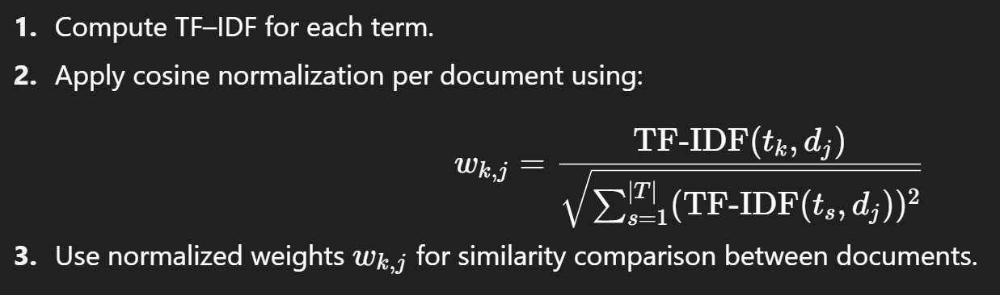 1. Compute TF–IDF for each term.
2. Apply cosine normalization per document using:
w_{k,j} = \frac{\text{TF-IDF}(t_k, d_j)}{\sqrt{\sum_{s=1}^{|T|} (\text{TF-IDF}(t_s, d_j))^2}}
3. Use normalized weights w_{k,j} for similarity comparison between documents.